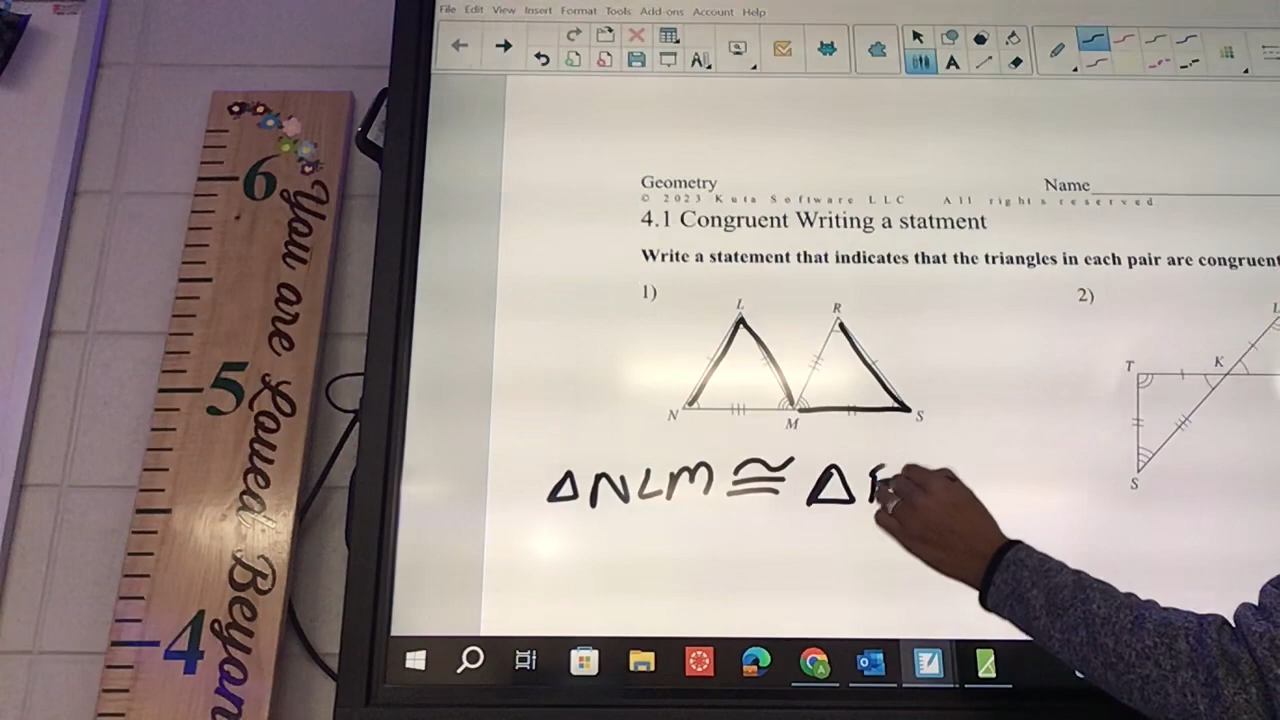 File Edit View Insert Format Tools Add-ons Account Help
6
5
4
You are Loved Beyon
Geometry
Name
© 2023 Kuta Software LLC All rights reserved.
4.1 Congruent Writing a statment
Write a statement that indicates that the triangles in each pair are congruent
1)
L
R
N
M
S
2)
L
T
K
S
△NLM ≅ △